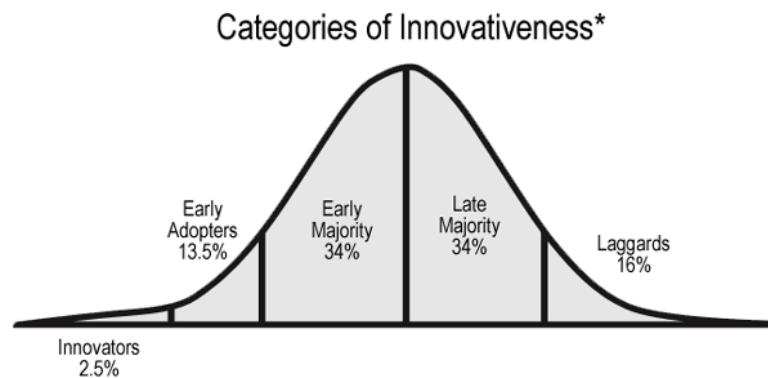 Categories of Innovativeness*
Early
Adopters
13.5%
Early
Majority
34%
Late
Majority
34%
Laggards
16%
Innovators
2.5%